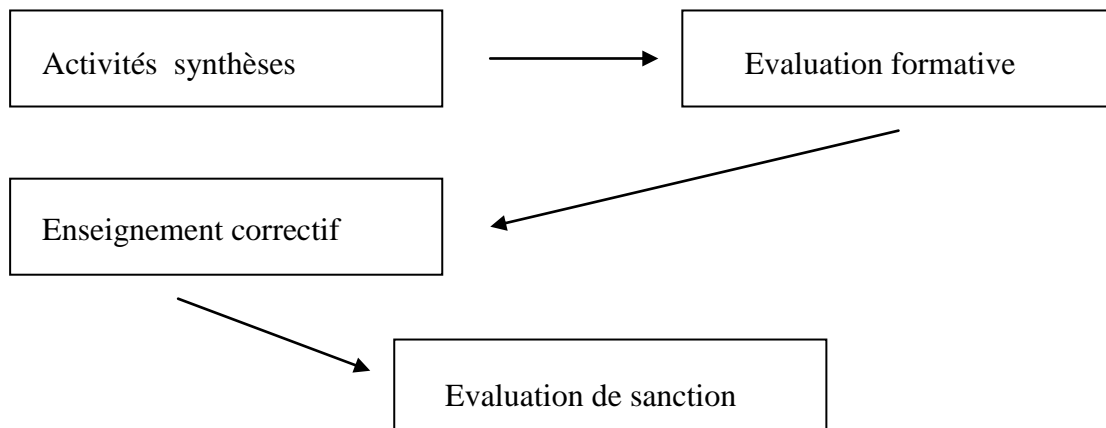 Activités synthèses
Evaluation formative
Enseignement correctif
Evaluation de sanction